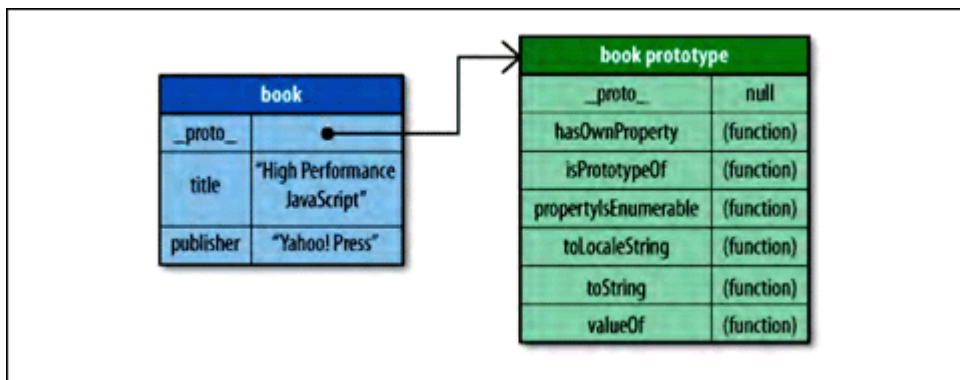 book
_proto_
title "High Performance
JavaScript"
publisher "Yahoo! Press"
book prototype
_proto_ null
hasOwnProperty (function)
isPrototypeOf (function)
propertyIsEnumerable (function)
toLocaleString (function)
toString (function)
valueOf (function)